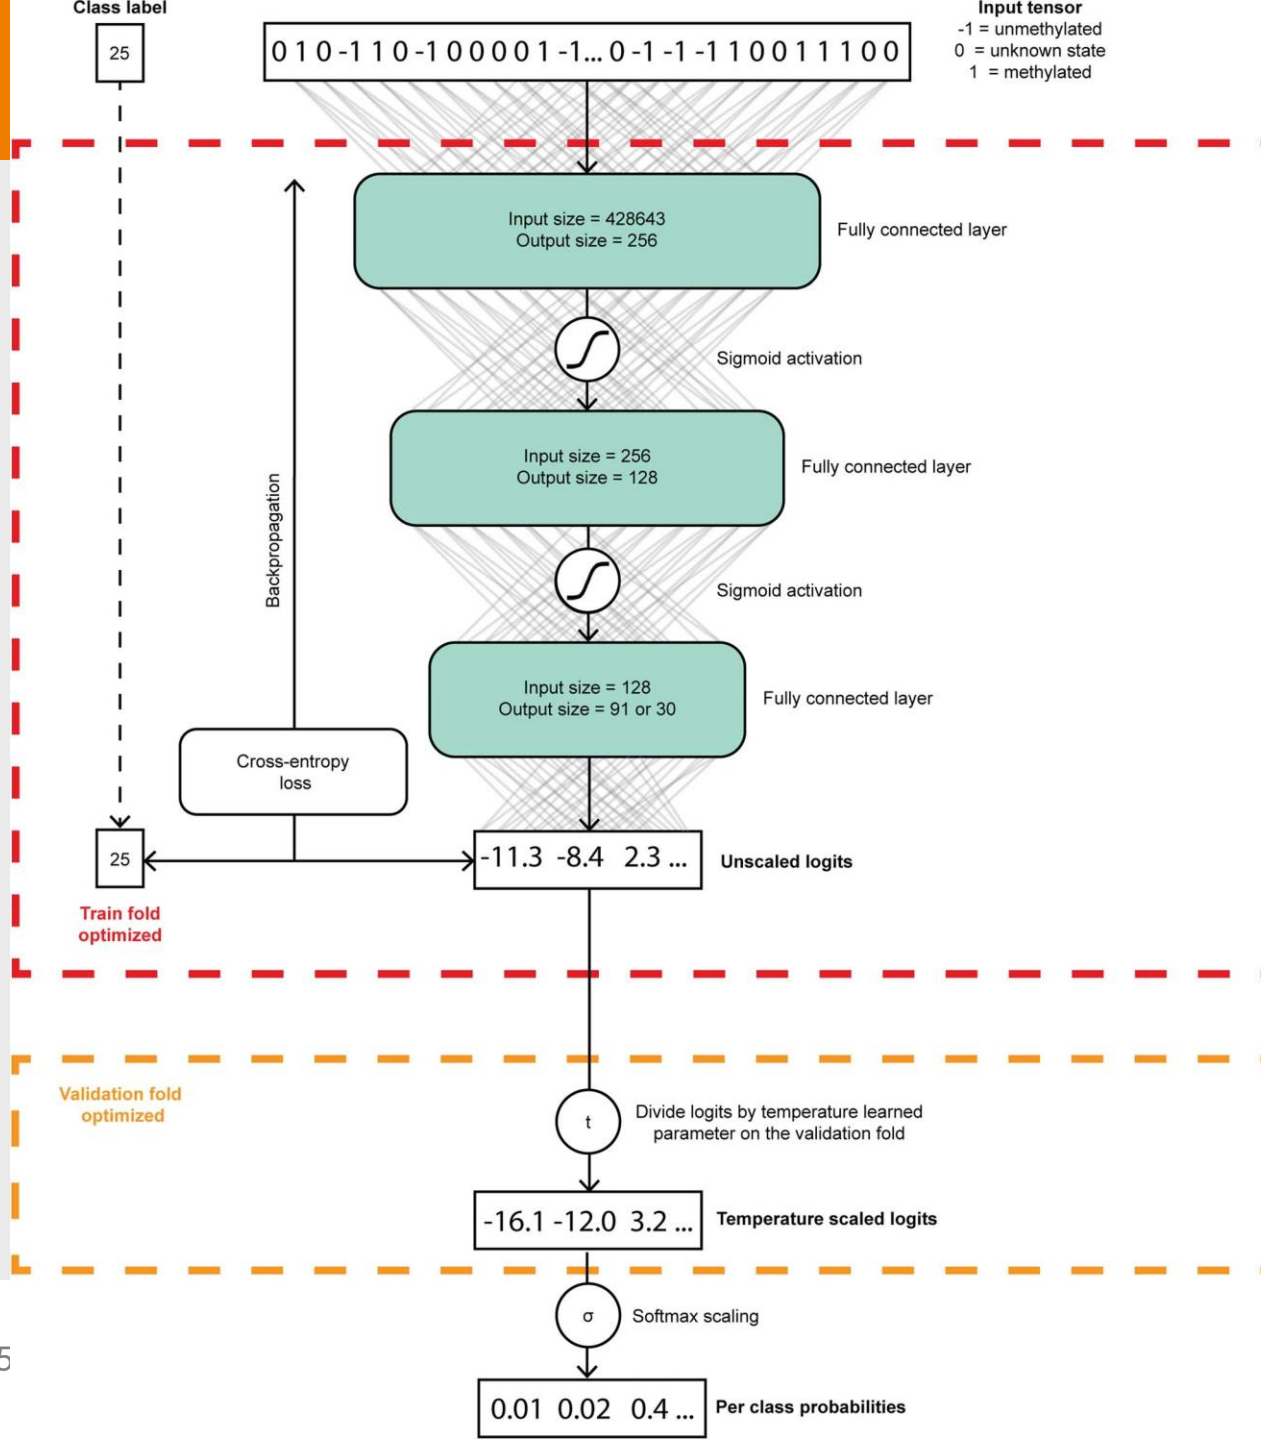 Class label
25
0 1 0 -1 1 0 -1 0 0 0 0 1 -1... 0 -1 -1 -1 1 0 0 1 1 1 0 0
Input tensor
-1 = unmethylated
0 = unknown state
1 = methylated
Input size = 428643
Output size = 256
Fully connected layer
Sigmoid activation
Input size = 256
Output size = 128
Fully connected layer
Backpropagation
Sigmoid activation
Input size = 128
Output size = 91 or 30
Fully connected layer
Cross-entropy
loss
25
-11.3 -8.4 2.3 ...
Unscaled logits
Train fold
optimized
Validation fold
optimized
t
Divide logits by temperature learned
parameter on the validation fold
-16.1 -12.0 3.2 ...
Temperature scaled logits
σ
Softmax scaling
5
0.01 0.02 0.4 ...
Per class probabilities